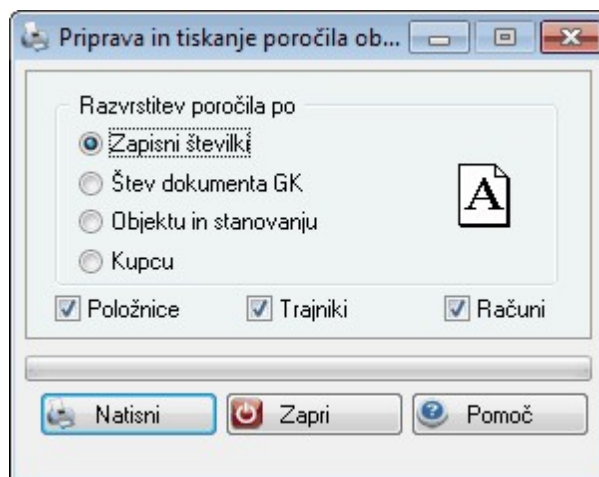 Priprava in tiskanje poročila ob...
Razvrstitev poročila po
Zapisni številki
Štev dokumenta GK
Objektu in stanovanju
Kupcu
A
Položnice Trajniki Računi
Natisni Zapri Pomoč